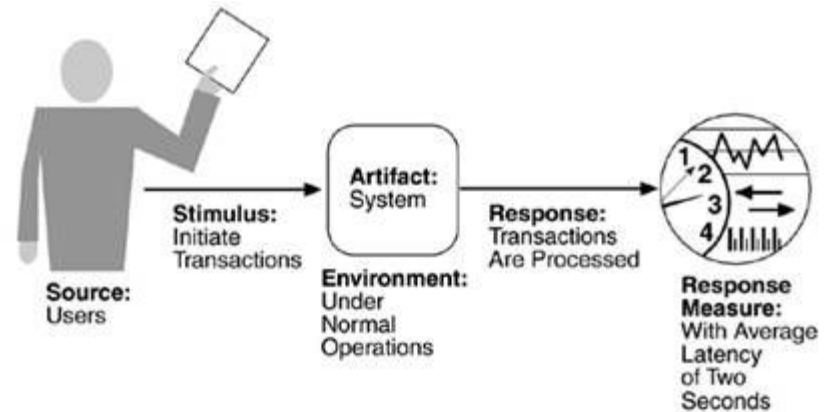 Source:
Users
Stimulus:
Initiate
Transactions
Artifact:
System
Environment:
Under
Normal
Operations
Response:
Transactions
Are Processed
1
2
3
4
Response
Measure:
With Average
Latency
of Two
Seconds